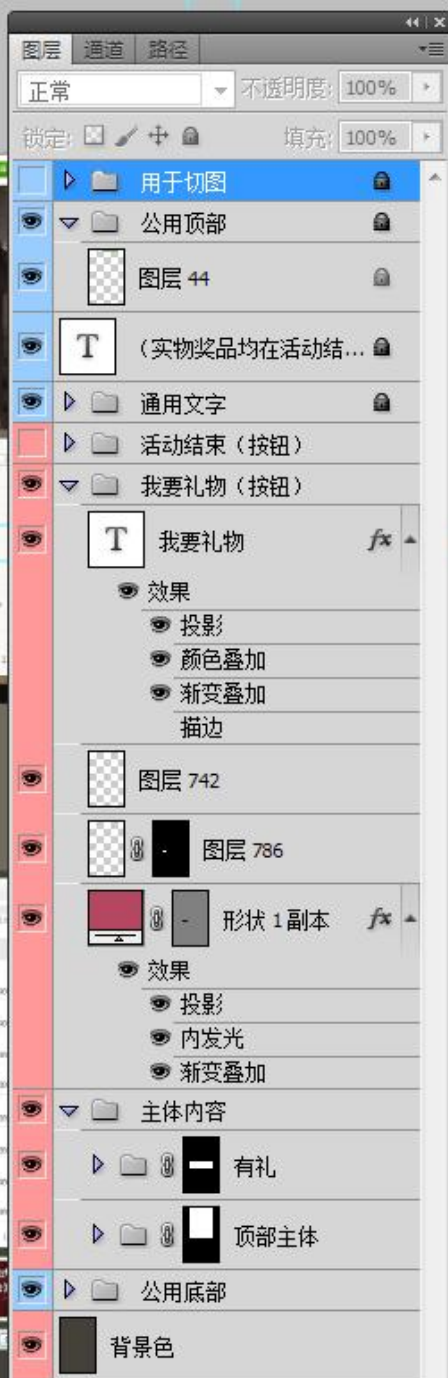 图层 通道 路径
正常 不透明度: 100%
锁定: 填充: 100%
用于切图
公用顶部
图层 44
T (实物奖品均在活动结...
通用文字
活动结束（按钮）
我要礼物（按钮）
T 我要礼物 fx
效果
投影
颜色叠加
渐变叠加
描边
图层 742
图层 786
形状 1 副本 fx
效果
投影
内发光
渐变叠加
主体内容
有礼
顶部主体
公用底部
背景色